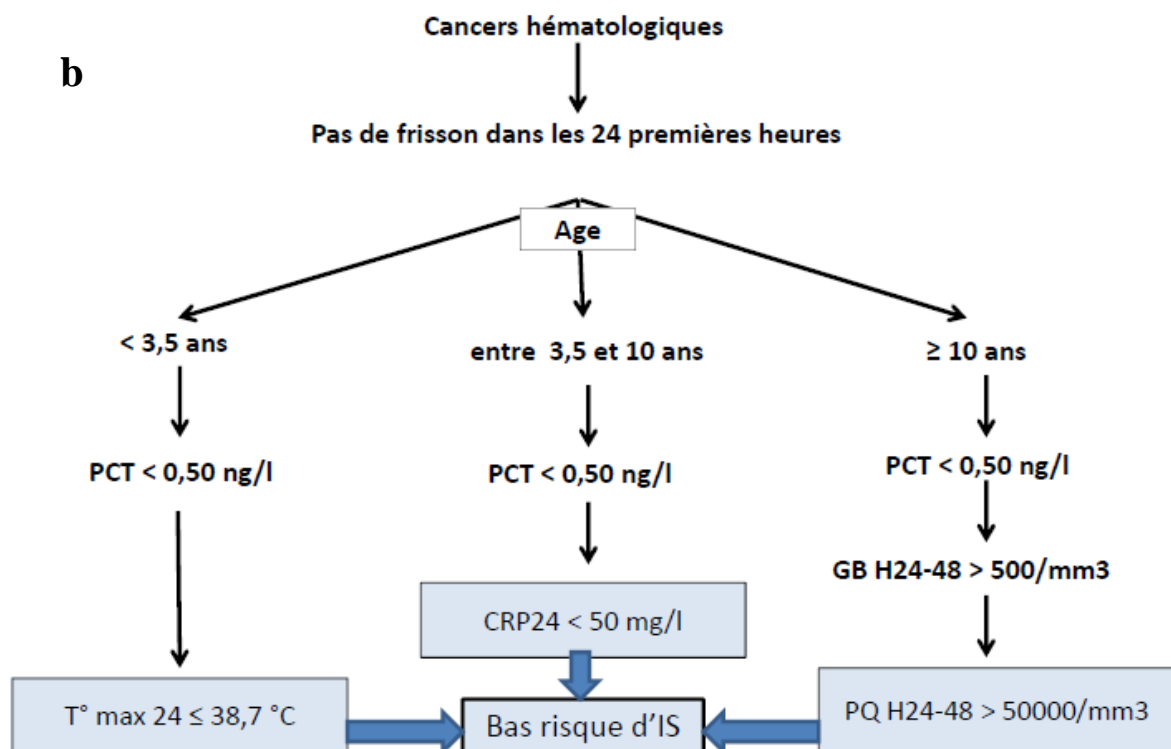 Cancers hématologiques
b
Pas de frisson dans les 24 premières heures
Age
< 3,5 ans
entre 3,5 et 10 ans
≥ 10 ans
PCT < 0,50 ng/l
PCT < 0,50 ng/l
PCT < 0,50 ng/l
GB H24-48 > 500/mm3
CRP24 < 50 mg/l
T° max 24 ≤ 38,7 °C
Bas risque d'IS
PQ H24-48 > 50000/mm3